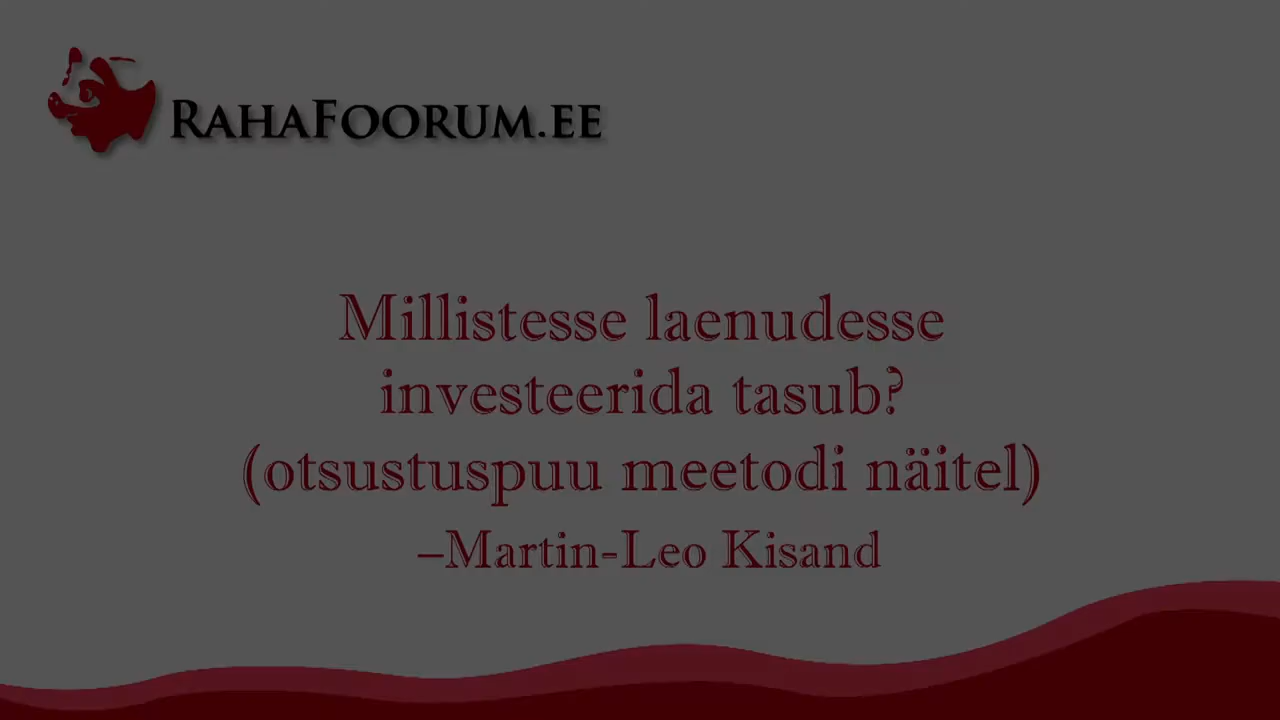 RAHAFOORUM.EE
Millistesse laenudesse
investeerida tasub?
(otsustuspuu meetodi näitel)
–Martin-Leo Kisand